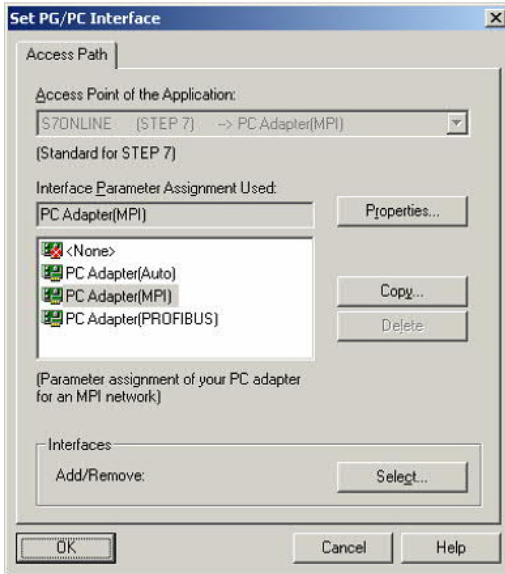 Set PG/PC Interface
Access Path
Access Point of the Application:
S7ONLINE (STEP 7) --> PC Adapter(MPI)
(Standard for STEP 7)
Interface Parameter Assignment Used:
PC Adapter(MPI)
Properties...
<None>
PC Adapter(Auto)
PC Adapter(MPI)
PC Adapter(PROFIBUS)
Copy...
Delete
(Parameter assignment of your PC adapter
for an MPI network)
Interfaces
Add/Remove:
Select...
OK
Cancel
Help